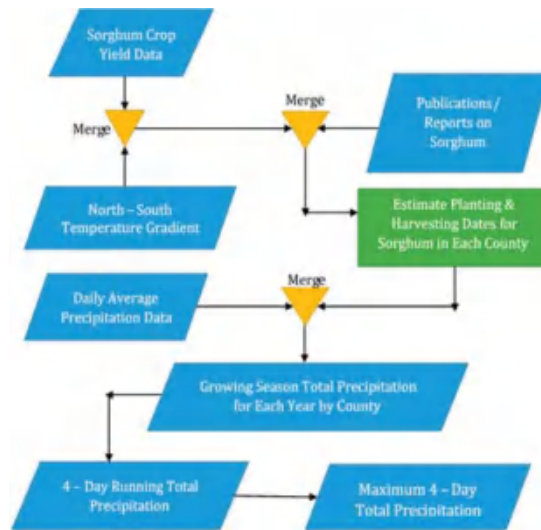 Sorghum Crop
Yield Data
Merge
Merge
Publications /
Reports on
Sorghum
North – South
Temperature Gradient
Estimate Planting &
Harvesting Dates for
Sorghum in Each County
Daily Average
Precipitation Data
Merge
Growing Season Total Precipitation
for Each Year by County
4 – Day Running Total
Precipitation
Maximum 4 – Day
Total Precipitation